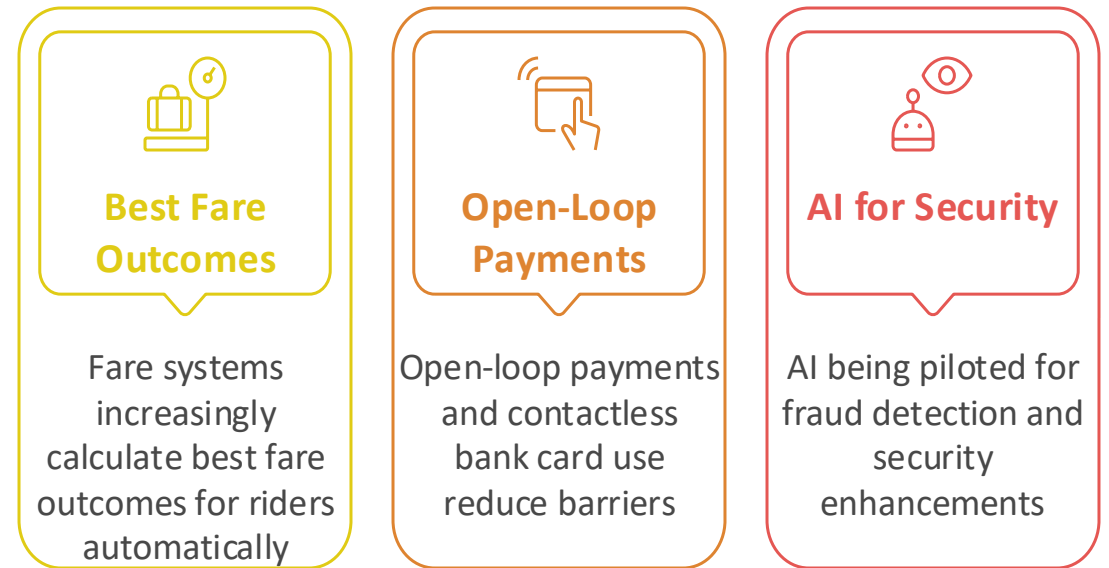 Best Fare
Outcomes
Fare systems
increasingly
calculate best fare
outcomes for riders
automatically
Open-Loop
Payments
Open-loop payments
and contactless
bank card use
reduce barriers
AI for Security
AI being piloted for
fraud detection and
security
enhancements